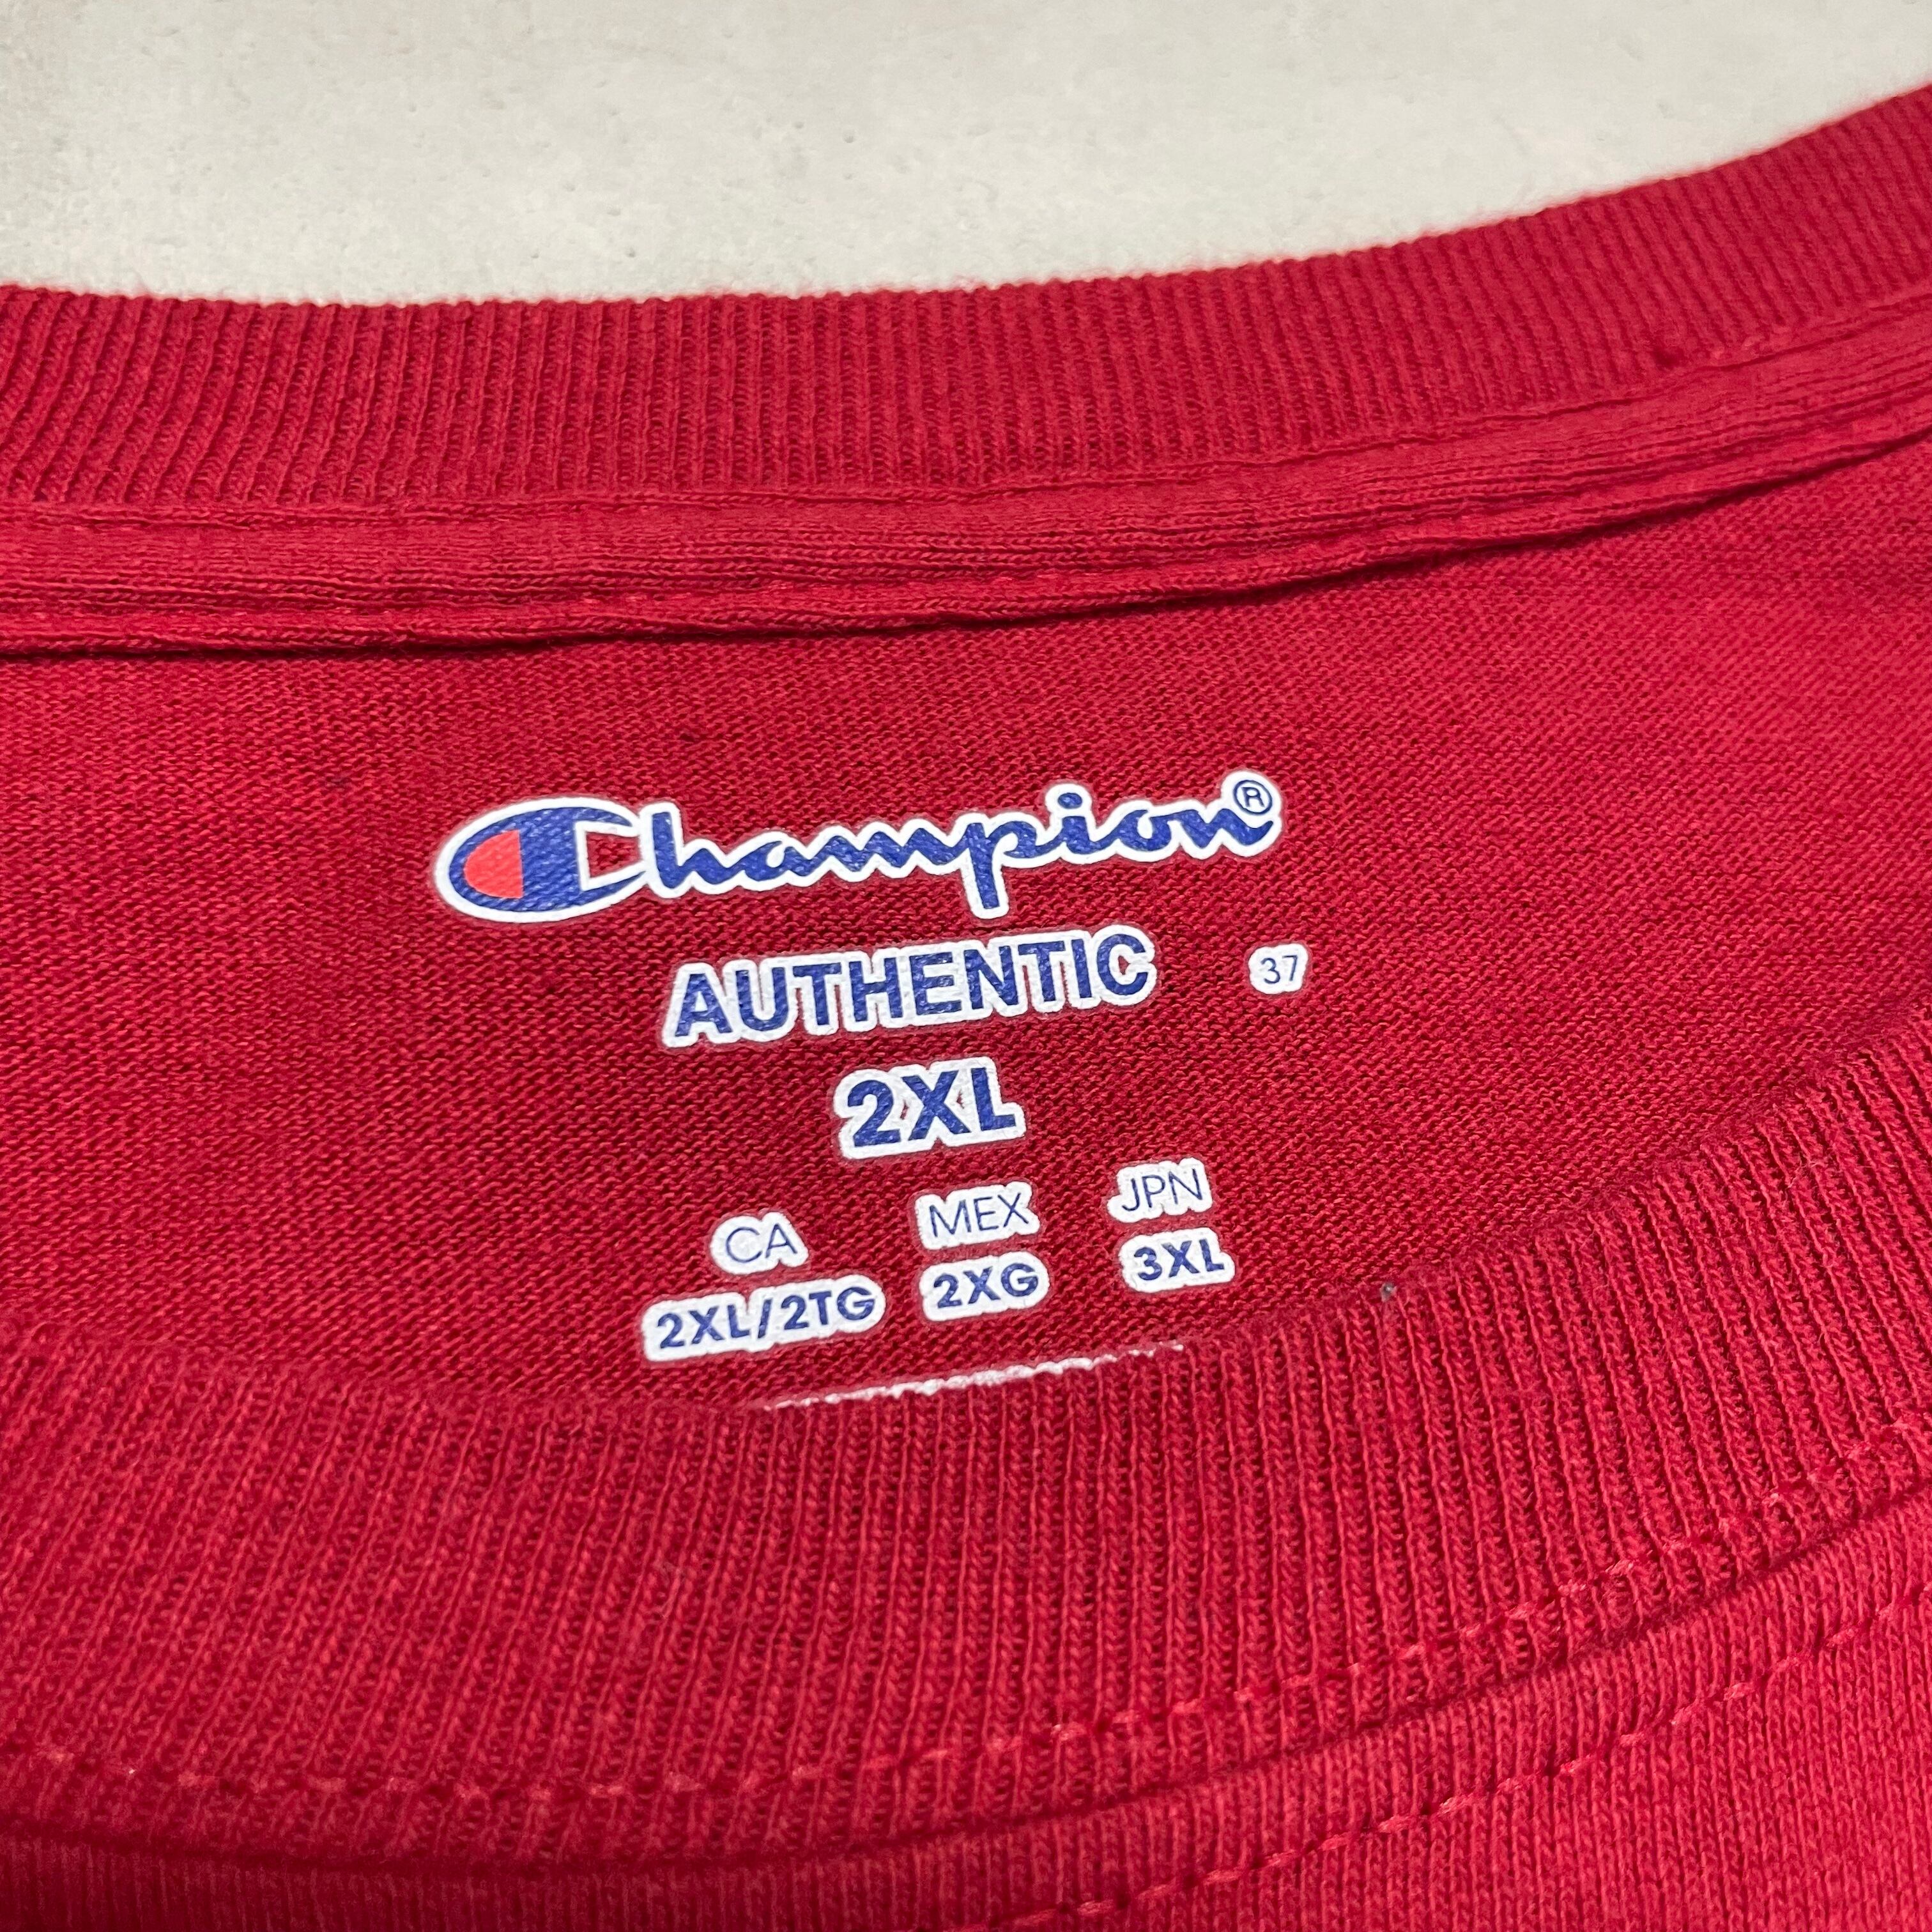 Champion®
AUTHENTIC 37
2XL
CA MEX JPN
2XL/2TG 2XG 3XL